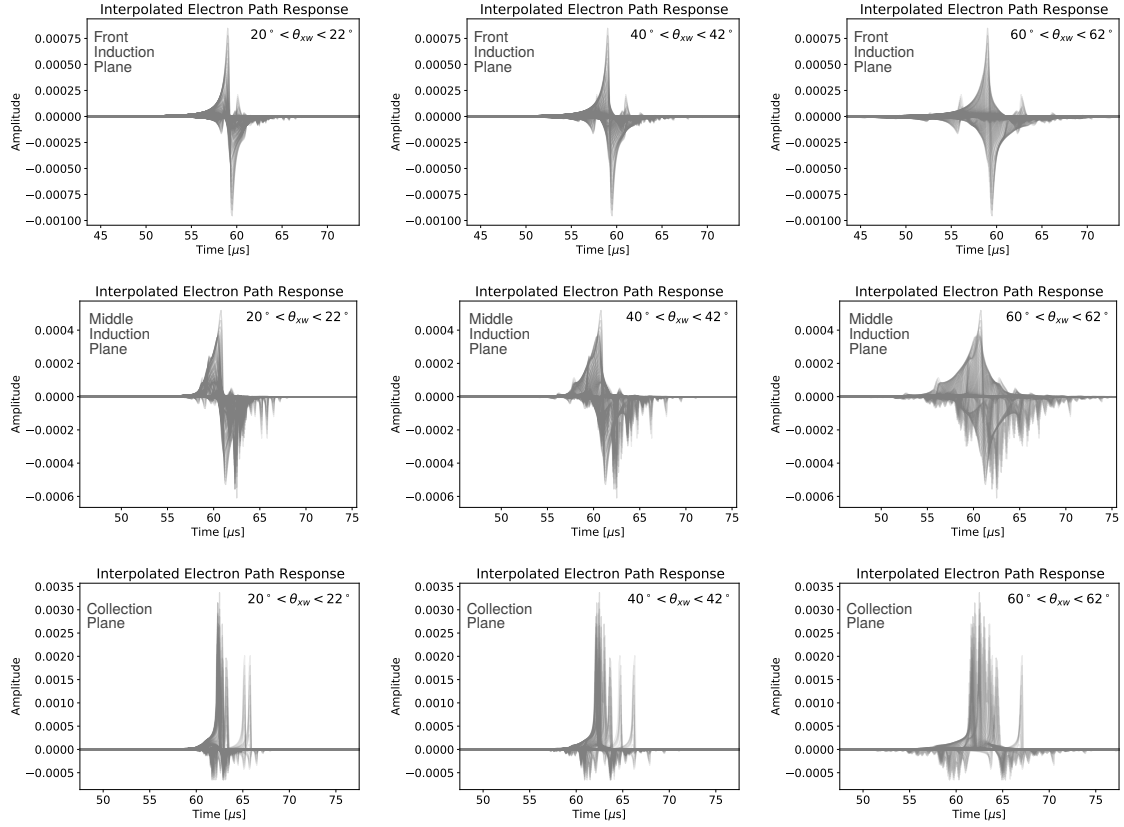 Interpolated Electron Path Response
Front
Induction
Plane
20° < θxw < 22°
Amplitude
0.00075
0.00050
0.00025
0.00000
−0.00025
−0.00050
−0.00075
−0.00100
45 50 55 60 65 70
Time [μs]
Interpolated Electron Path Response
Front
Induction
Plane
40° < θxw < 42°
Amplitude
0.00075
0.00050
0.00025
0.00000
−0.00025
−0.00050
−0.00075
−0.00100
45 50 55 60 65 70
Time [μs]
Interpolated Electron Path Response
Front
Induction
Plane
60° < θxw < 62°
Amplitude
0.00075
0.00050
0.00025
0.00000
−0.00025
−0.00050
−0.00075
−0.00100
45 50 55 60 65 70
Time [μs]
Interpolated Electron Path Response
Middle
Induction
Plane
20° < θxw < 22°
Amplitude
0.0004
0.0002
0.0000
−0.0002
−0.0004
−0.0006
50 55 60 65 70 75
Time [μs]
Interpolated Electron Path Response
Middle
Induction
Plane
40° < θxw < 42°
Amplitude
0.0004
0.0002
0.0000
−0.0002
−0.0004
−0.0006
50 55 60 65 70 75
Time [μs]
Interpolated Electron Path Response
Middle
Induction
Plane
60° < θxw < 62°
Amplitude
0.0004
0.0002
0.0000
−0.0002
−0.0004
−0.0006
50 55 60 65 70 75
Time [μs]
Interpolated Electron Path Response
Collection
Plane
20° < θxw < 22°
Amplitude
0.0035
0.0030
0.0025
0.0020
0.0015
0.0010
0.0005
0.0000
−0.0005
50 55 60 65 70 75
Time [μs]
Interpolated Electron Path Response
Collection
Plane
40° < θxw < 42°
Amplitude
0.0035
0.0030
0.0025
0.0020
0.0015
0.0010
0.0005
0.0000
−0.0005
50 55 60 65 70 75
Time [μs]
Interpolated Electron Path Response
Collection
Plane
60° < θxw < 62°
Amplitude
0.0035
0.0030
0.0025
0.0020
0.0015
0.0010
0.0005
0.0000
−0.0005
50 55 60 65 70 75
Time [μs]